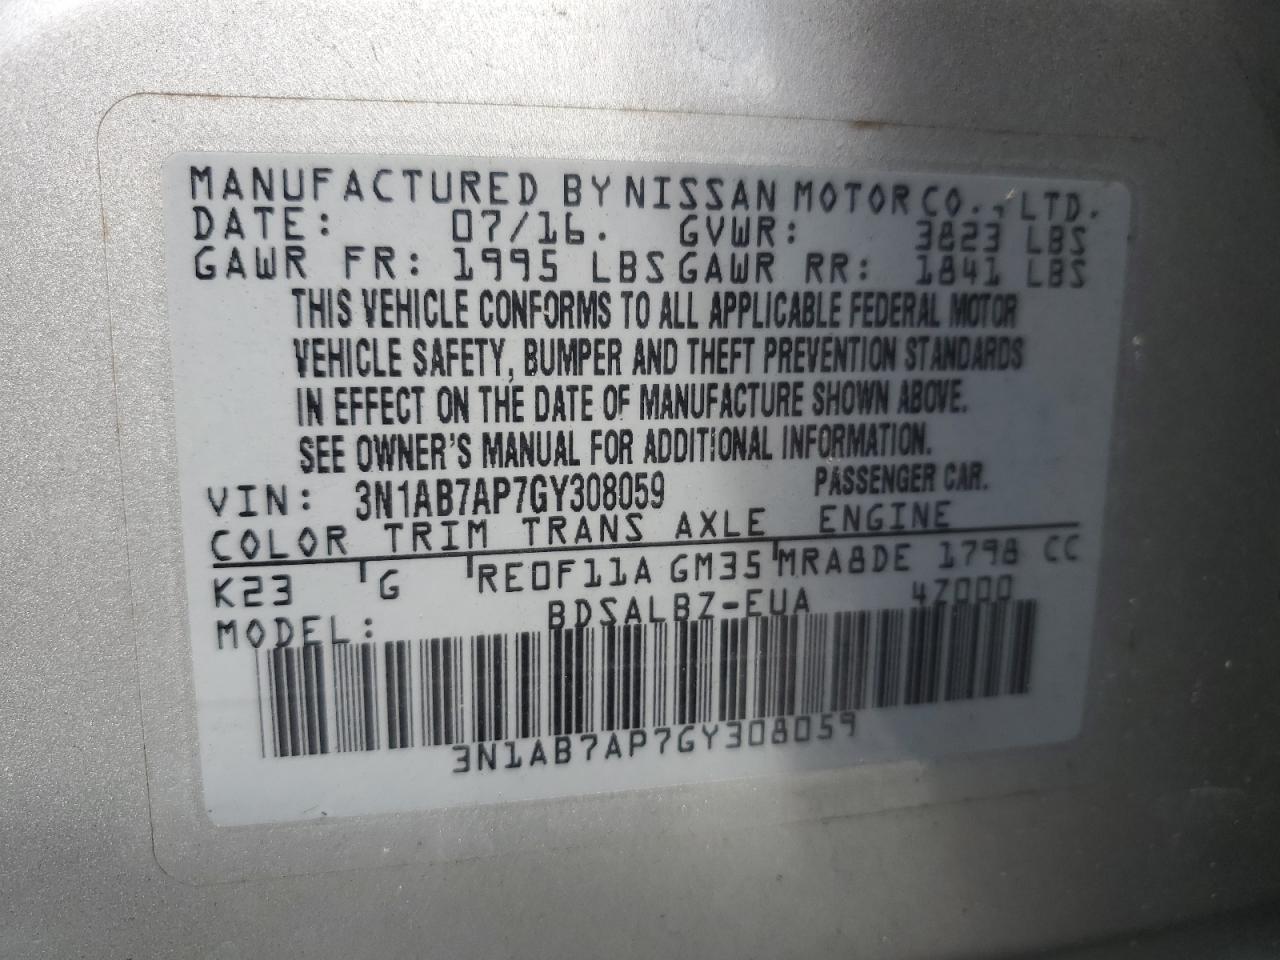 MANUFACTURED BY NISSAN MOTOR CO., LTD.
DATE: 07/16. GVWR: 3823 LBS
GAWR FR: 1995 LBS GAWR RR: 1841 LBS
THIS VEHICLE CONFORMS TO ALL APPLICABLE FEDERAL MOTOR
VEHICLE SAFETY, BUMPER AND THEFT PREVENTION STANDARDS
IN EFFECT ON THE DATE OF MANUFACTURE SHOWN ABOVE.
SEE OWNER'S MANUAL FOR ADDITIONAL INFORMATION.
VIN: 3N1AB7AP7GY308059 PASSENGER CAR.
COLOR TRIM TRANS AXLE ENGINE
K23 G RE0F11A GM35 MRA8DE 1798 CC
MODEL: BDSALBZ-EUA 47000
3N1AB7AP7GY308059